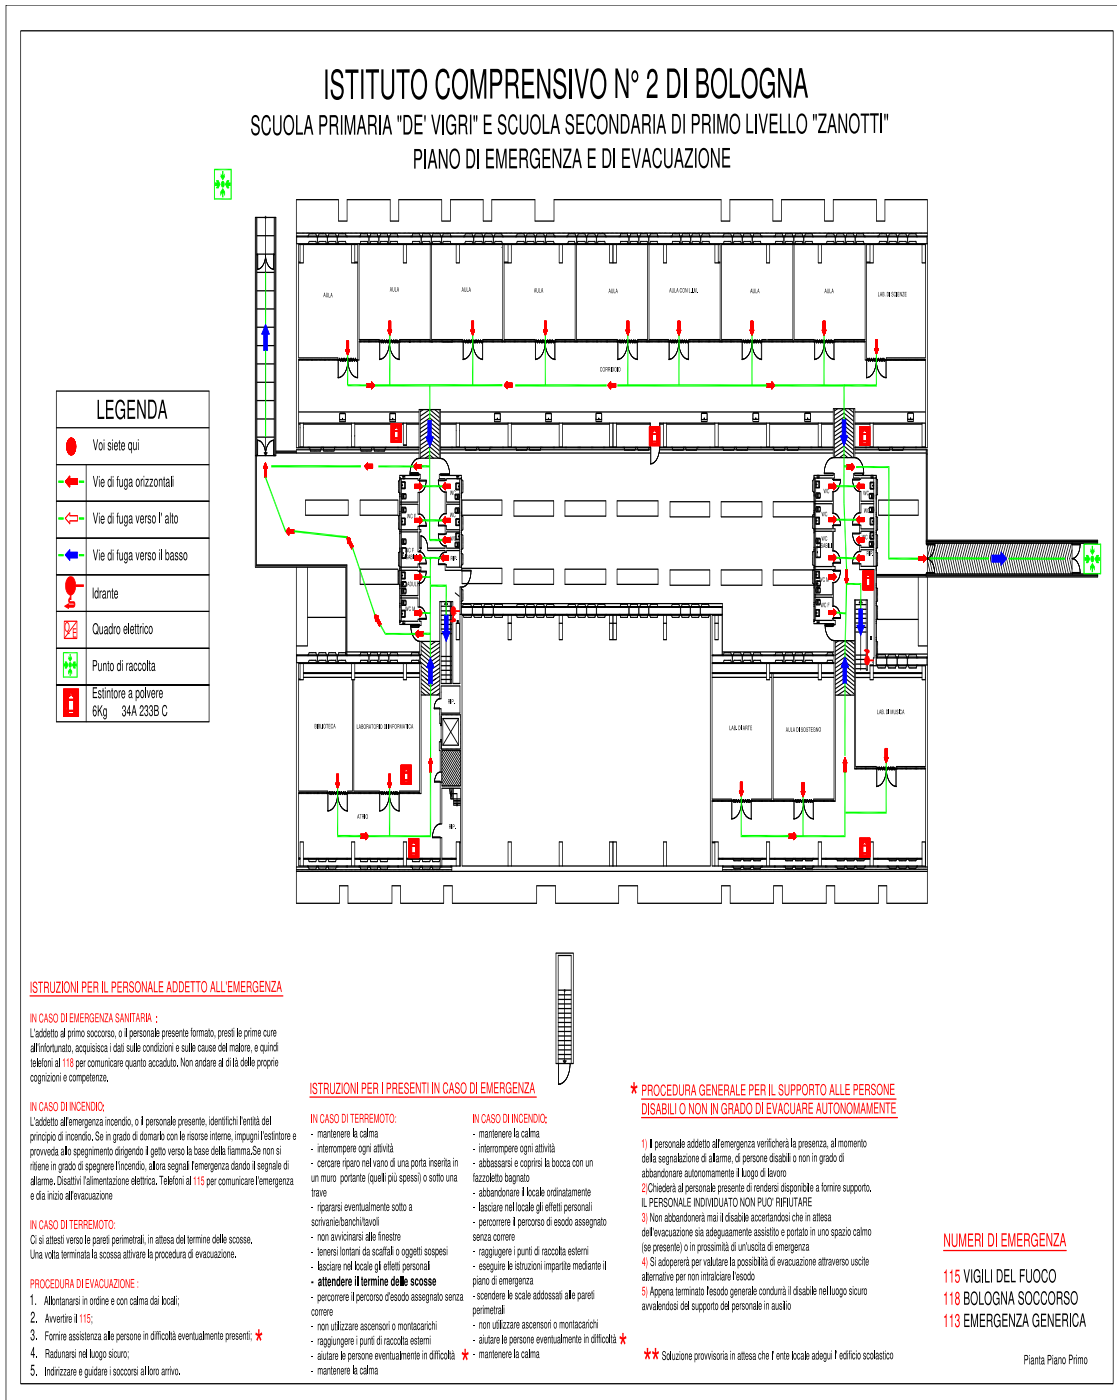 ISTITUTO COMPRENSIVO N° 2 DI BOLOGNA
SCUOLA PRIMARIA "DE' VIGRI" E SCUOLA SECONDARIA DI PRIMO LIVELLO "ZANOTTI"
PIANO DI EMERGENZA E DI EVACUAZIONE
AULA
AULA
AULA
AULA
AULA
AULA CON L.I.M.
AULA
AULA
LAB. DI SCIENZE
CORRIDOIO
LEGENDA
Voi siete qui
Vie di fuga orizzontali
Vie di fuga verso l' alto
Vie di fuga verso il basso
Idrante
Quadro elettrico
Punto di raccolta
Estintore a polvere
6Kg 34A 233B C
BIBLIOTECA
LABORATORIO DI INFORMATICA
RIP.
LAB. DI ARTE
AULA DI SOSTEGNO
LAB. DI MUSICA
ATRIO
RIP.
ISTRUZIONI PER IL PERSONALE ADDETTO ALL'EMERGENZA
IN CASO DI EMERGENZA SANITARIA :
L'addetto al primo soccorso, o il personale presente formato, presti le prime cure
all'infortunato, acquisisca i dati sulle condizioni e sulle cause del malore, e quindi
telefoni al 118 per comunicare quanto accaduto. Non andare al di là delle proprie
cognizioni e competenze.
IN CASO DI INCENDIO:
L'addetto all'emergenza incendio, o il personale presente, identifichi l'entità del
principio di incendio. Se in grado di domarlo con le risorse interne, impugni l'estintore e
provveda allo spegnimento dirigendo il getto verso la base della fiamma.Se non si
ritiene in grado di spegnere l'incendio, allora segnali l'emergenza dando il segnale di
allarme. Disattivi l'alimentazione elettrica. Telefoni al 115 per comunicare l'emergenza
e dia inizio all'evacuazione
IN CASO DI TERREMOTO:
Ci si attesti verso le pareti perimetrali, in attesa del termine delle scosse.
Una volta terminata la scossa attivare la procedura di evacuazione.
PROCEDURA DI EVACUAZIONE :
1. Allontanarsi in ordine e con calma dai locali;
2. Avvertire il 115;
3. Fornire assistenza alle persone in difficoltà eventualmente presenti; *
4. Radunarsi nel luogo sicuro;
5. Indirizzare e guidare i soccorsi al loro arrivo.
ISTRUZIONI PER I PRESENTI IN CASO DI EMERGENZA
IN CASO DI TERREMOTO:
- mantenere la calma
- interrompere ogni attività
- cercare riparo nel vano di una porta inserita in
un muro portante (quelli più spessi) o sotto una
trave
- ripararsi eventualmente sotto a
scrivanie/banchi/tavoli
- non avvicinarsi alle finestre
- tenersi lontani da scaffali o oggetti sospesi
- lasciare nel locale gli effetti personali
- attendere il termine delle scosse
- percorrere il percorso d'esodo assegnato senza
correre
- non utilizzare ascensori o montacarichi
- raggiungere i punti di raccolta esterni
- aiutare le persone eventualmente in difficoltà *
- mantenere la calma
IN CASO DI INCENDIO:
- mantenere la calma
- interrompere ogni attività
- abbassarsi e coprirsi la bocca con un
fazzoletto bagnato
- abbandonare il locale ordinatamente
- lasciare nel locale gli effetti personali
- percorrere il percorso di esodo assegnato
senza correre
- raggiugere i punti di raccolta esterni
- eseguire le istruzioni impartite mediante il
piano di emergenza
- scendere le scale addossati alle pareti
perimetrali
- non utilizzare ascensori o montacarichi
- aiutare le persone eventualmente in difficoltà *
- mantenere la calma
* PROCEDURA GENERALE PER IL SUPPORTO ALLE PERSONE
DISABILI O NON IN GRADO DI EVACUARE AUTONOMAMENTE
1) Il personale addetto all'emergenza verificherà la presenza, al momento
della segnalazione di allarme, di persone disabili o non in grado di
abbandonare autonomamente il luogo di lavoro
2)Chiederà al personale presente di rendersi disponibile a fornire supporto.
IL PERSONALE INDIVIDUATO NON PUO' RIFIUTARE
3) Non abbandonerà mai il disabile accertandosi che in attesa
dell'evacuazione sia adeguamente assistito e portato in uno spazio calmo
(se presente) o in prossimità di un'uscita di emergenza
4) Si adopererà per valutare la possibilità di evacuazione attraverso uscite
alternative per non intralciare l'esodo
5) Appena terminato l'esodo generale condurrà il disabile nel luogo sicuro
avvalendosi del supporto del personale in ausilio
** Soluzione provvisoria in attesa che l' ente locale adegui l' edificio scolastico
NUMERI DI EMERGENZA
115 VIGILI DEL FUOCO
118 BOLOGNA SOCCORSO
113 EMERGENZA GENERICA
Pianta Piano Primo